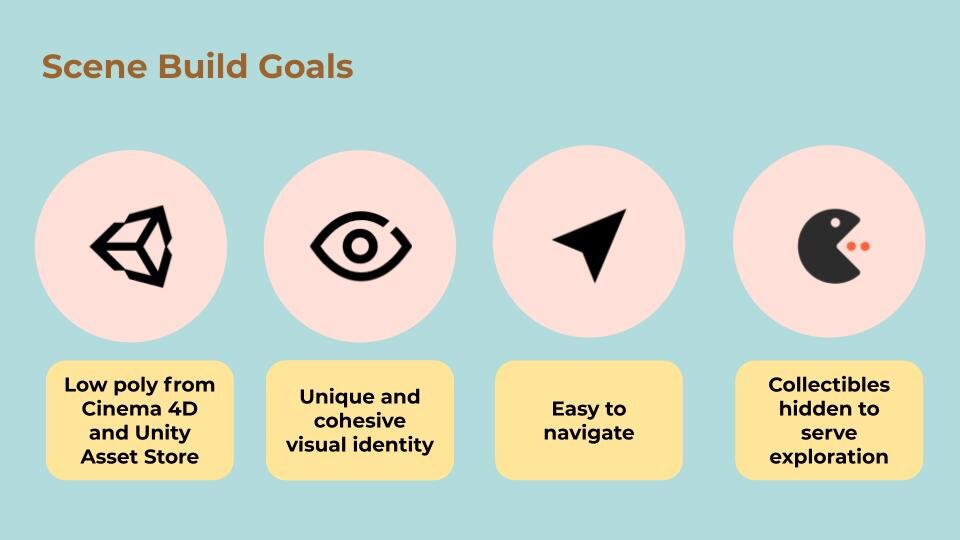 Scene Build Goals
Low poly from
Cinema 4D
and Unity
Asset Store
Unique and
cohesive
visual identity
Easy to
navigate
Collectibles
hidden to
serve
exploration